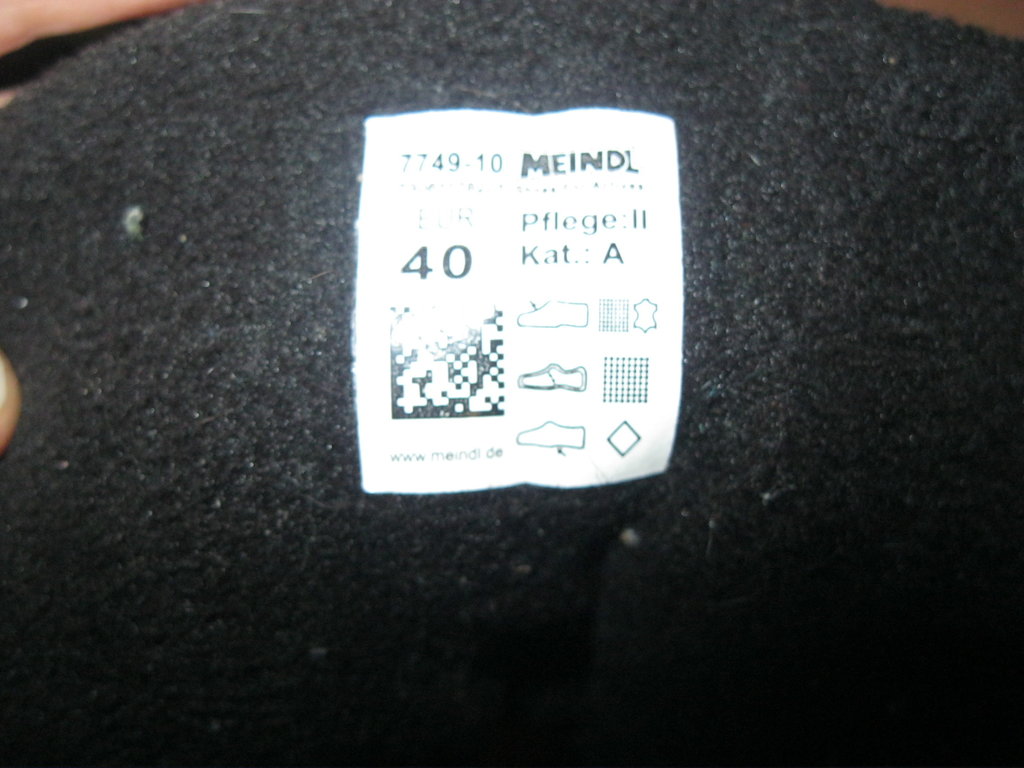 7749-10 MEINDL
EUR Pflege:II
40 Kat.: A
www.meindl.de